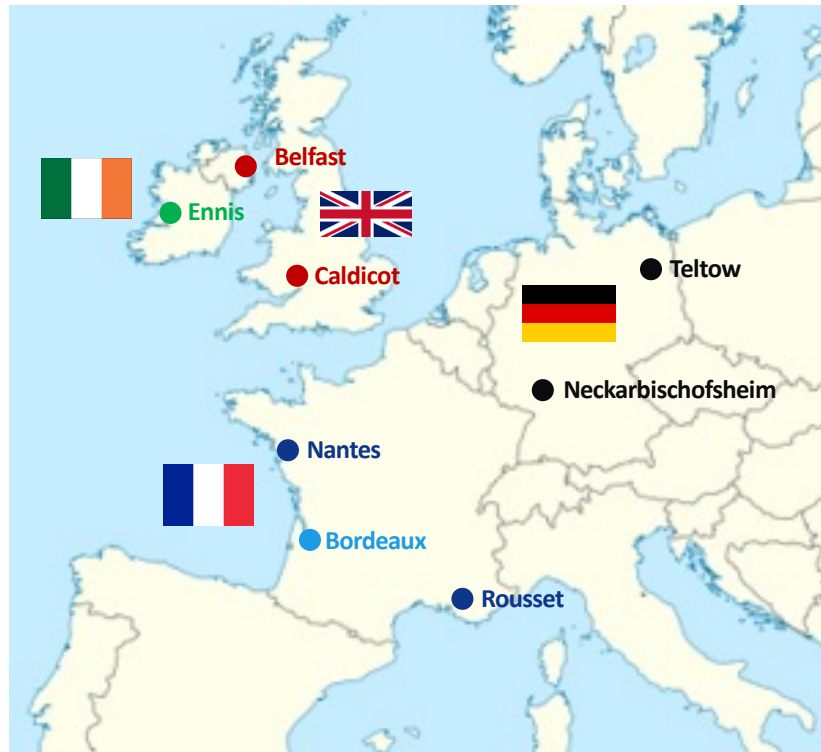 Belfast
Ennis
Caldicot
Teltow
Neckarbischofsheim
Nantes
Bordeaux
Rousset